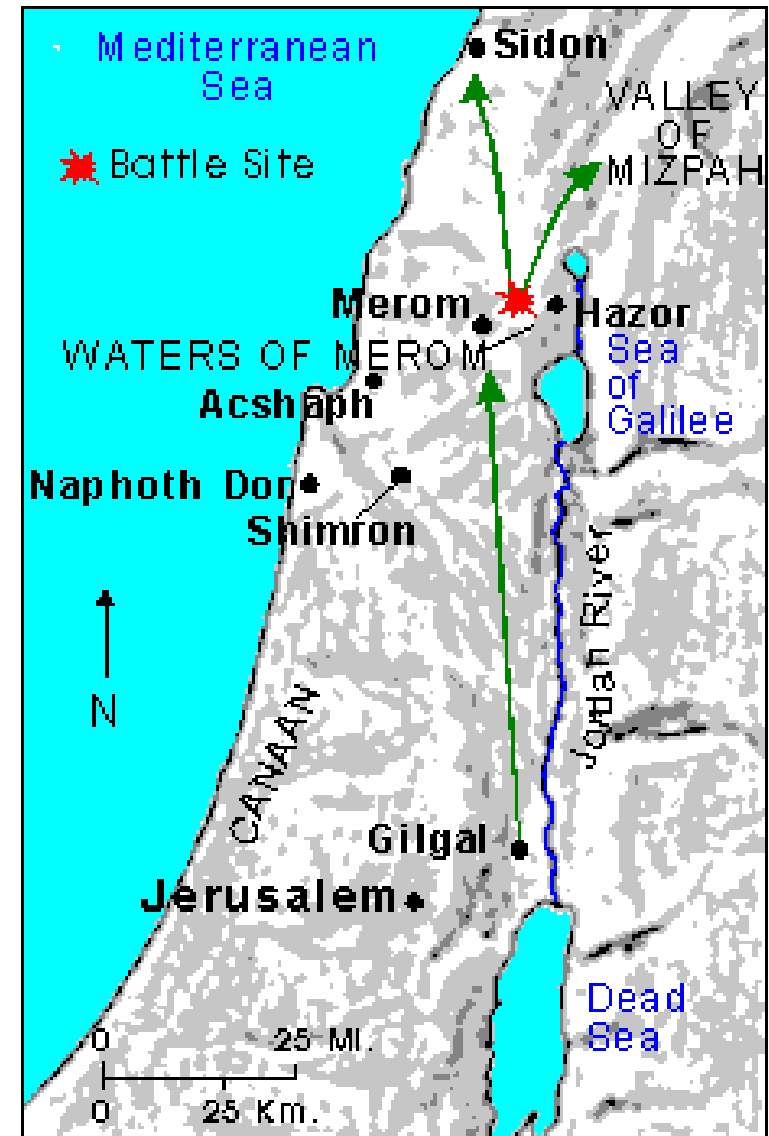 Mediterranean
Sea
Sidon
VALLEY
OF
MIZPAH
Battle Site
Merom
Hazor
WATERS OF MEROM
Sea
of
Galilee
Acshaph
Naphoth Dor
Shimron
Jordan River
N
CANAAN
Gilgal
Jerusalem
Dead
Sea
0 25 MI.
0 25 Km.